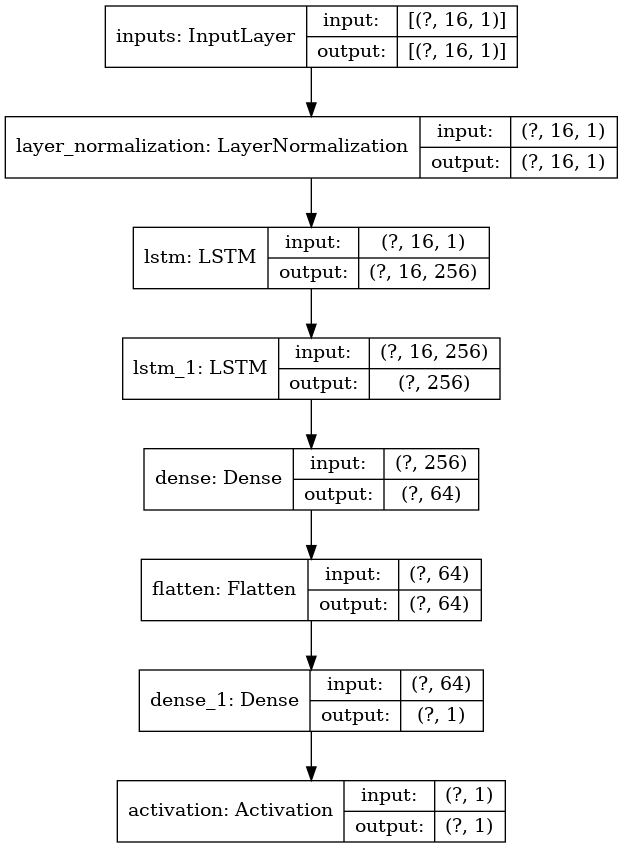 inputs: InputLayer
input: [(?, 16, 1)]
output: [(?, 16, 1)]
layer_normalization: LayerNormalization
input: (?, 16, 1)
output: (?, 16, 1)
lstm: LSTM
input: (?, 16, 1)
output: (?, 16, 256)
lstm_1: LSTM
input: (?, 16, 256)
output: (?, 256)
dense: Dense
input: (?, 256)
output: (?, 64)
flatten: Flatten
input: (?, 64)
output: (?, 64)
dense_1: Dense
input: (?, 64)
output: (?, 1)
activation: Activation
input: (?, 1)
output: (?, 1)